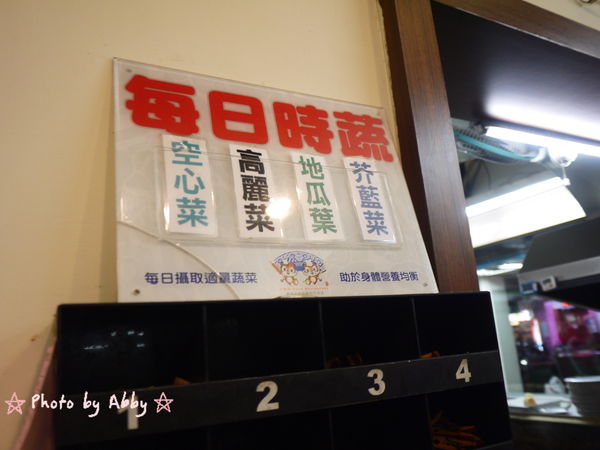 每日時蔬
空心菜
高麗菜
地瓜葉
芥藍菜
每日攝取適量蔬菜
助於身體營養均衡
1 2 3 4
☆ Photo by Abby ☆